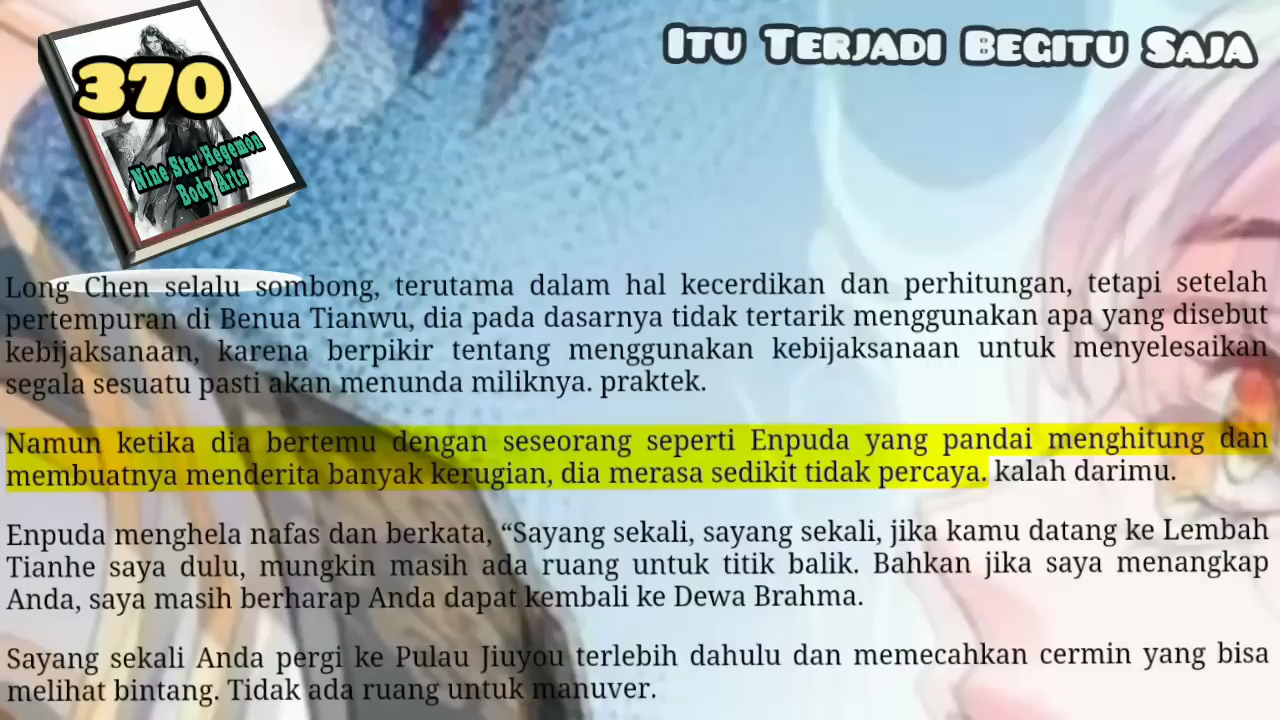 370
Nine Star Hegemon
Body Arts
Itu Terjadi Begitu Saja
Long Chen selalu sombong, terutama dalam hal kecerdikan dan perhitungan, tetapi setelah
pertempuran di Benua Tianwu, dia pada dasarnya tidak tertarik menggunakan apa yang disebut
kebijaksanaan, karena berpikir tentang menggunakan kebijaksanaan untuk menyelesaikan
segala sesuatu pasti akan menunda miliknya. praktek.
Namun ketika dia bertemu dengan seseorang seperti Enpuda yang pandai menghitung dan
membuatnya menderita banyak kerugian, dia merasa sedikit tidak percaya. kalah darimu.
Enpuda menghela nafas dan berkata, “Sayang sekali, sayang sekali, jika kamu datang ke Lembah
Tianhe saya dulu, mungkin masih ada ruang untuk titik balik. Bahkan jika saya menangkap
Anda, saya masih berharap Anda dapat kembali ke Dewa Brahma.
Sayang sekali Anda pergi ke Pulau Jiuyou terlebih dahulu dan memecahkan cermin yang bisa
melihat bintang. Tidak ada ruang untuk manuver.